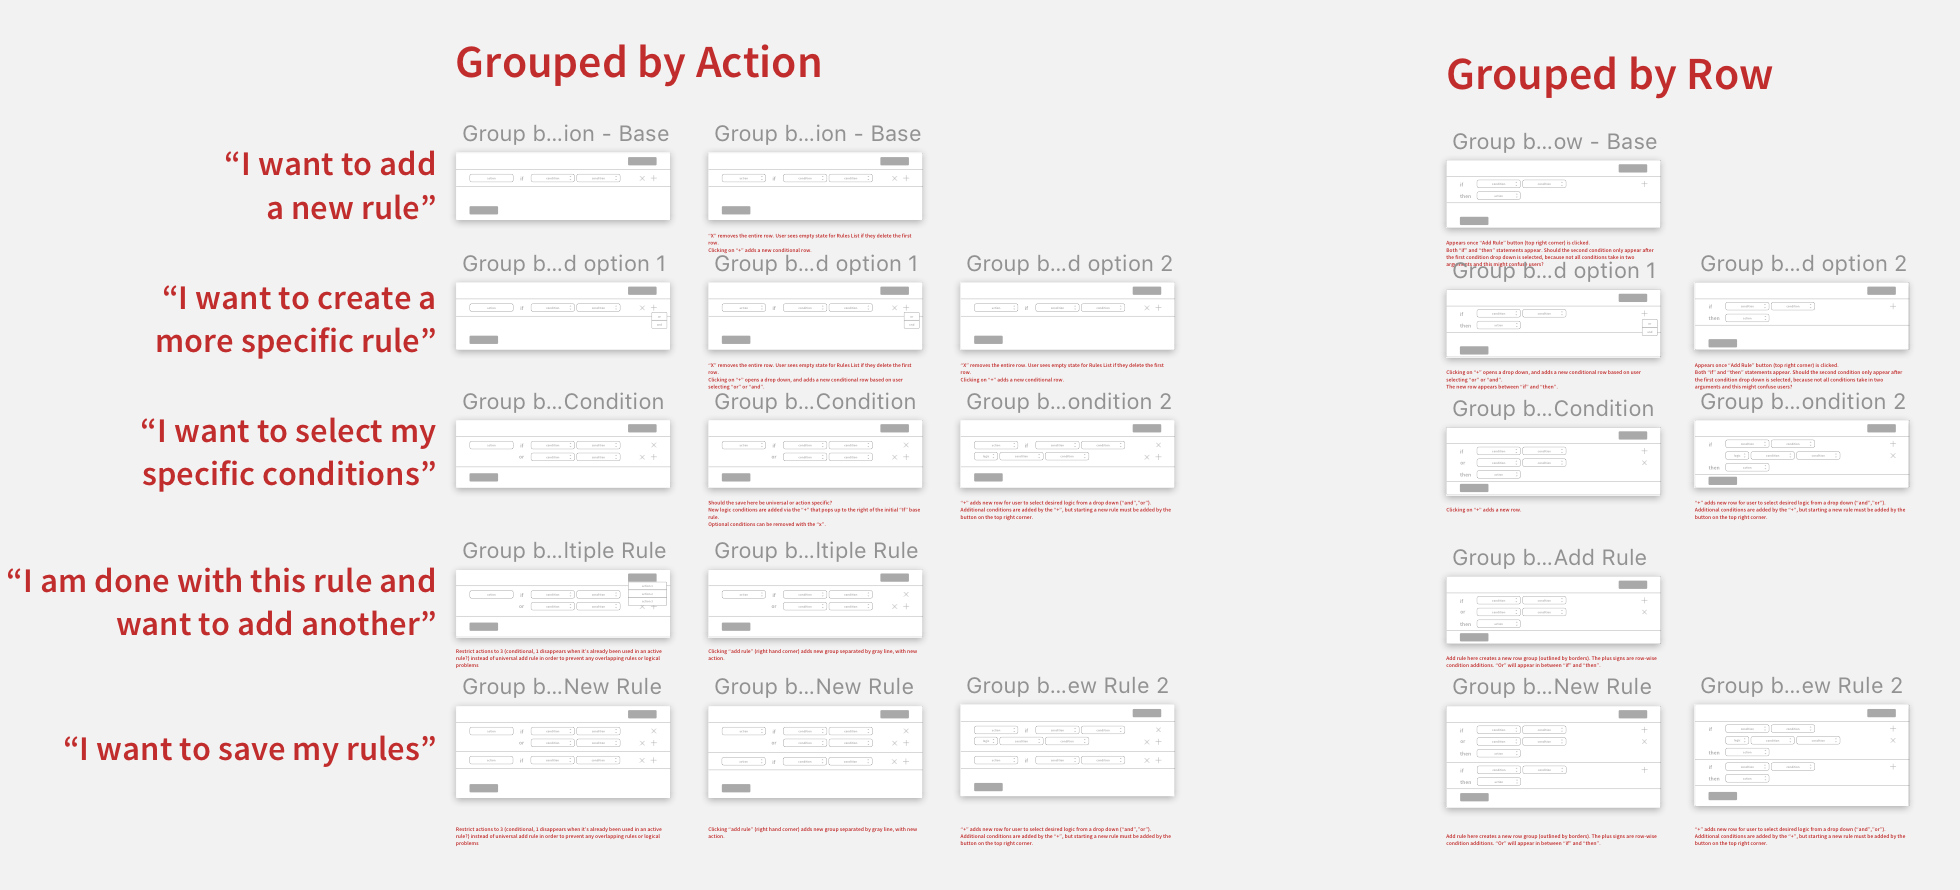 Grouped by Action
Grouped by Row
“I want to add
a new rule”
Group b...ion - Base
Group b...ion - Base
"X" removes the entire row. User sees empty state for Rules List if they delete the first
row.
Clicking on "+" adds a new conditional row.
Group b...ow - Base
if
then
Appears once "Add Rule" button (top right corner) is clicked.
Both "if" and "then" statements appear. Should the second condition only appear after
the first condition drop down is selected, because not all conditions take in two
arguments and this might confuse users?
“I want to create a
more specific rule”
Group b...d option 1
Group b...d option 1
"X" removes the entire row. User sees empty state for Rules List if they delete the first
row.
Clicking on "+" opens a drop down, and adds a new conditional row based on user
selecting "or" or "and".
Group b...d option 2
"X" removes the entire row. User sees empty state for Rules List if they delete the first
row.
Clicking on "+" adds a new conditional row.
Group b...d option 1
if
then
Clicking on "+" opens a drop down, and adds a new conditional row based on user
selecting "or" or "and".
The new row appears between "if" and "then".
Group b...d option 2
if
then
Appears once "Add Rule" button (top right corner) is clicked.
Both "if" and "then" statements appear. Should the second condition only appear after
the first condition drop down is selected, because not all conditions take in two
arguments and this might confuse users?
“I want to select my
specific conditions”
Group b...Condition
Group b...Condition
Should the save here be universal or action specific?
New logic conditions are added via the "+" that pops up to the right of the initial "if" base
rule.
Optional conditions can be removed with the "x".
Group b...ondition 2
"+" adds new row for user to select desired logic from a drop down ("and", "or").
Additional conditions are added by the "+", but starting a new rule must be added by the
button on the top right corner.
Group b...Condition
if
or
then
Clicking on "+" adds a new row.
Group b...ondition 2
if
then
"+" adds new row for user to select desired logic from a drop down ("and", "or").
Additional conditions are added by the "+", but starting a new rule must be added by the
button on the top right corner.
“I am done with this rule and
want to add another”
Group b...ltiple Rule
Restrict actions to 3 (conditional, 1 disappears when it's already been used in an active
rule?) instead of universal add rule in order to prevent any overlapping rules or logical
problems
Group b...ltiple Rule
Clicking "add rule" (right hand corner) adds new group separated by gray line, with new
action.
Group b...Add Rule
if
or
then
Add rule here creates a new row group (outlined by borders). The plus signs are row-wise
condition additions. "Or" will appear in between "if" and "then".
“I want to save my rules”
Group b...New Rule
Restrict actions to 3 (conditional, 1 disappears when it's already been used in an active
rule?) instead of universal add rule in order to prevent any overlapping rules or logical
problems
Group b...New Rule
Clicking "add rule" (right hand corner) adds new group separated by gray line, with new
action.
Group b...ew Rule 2
"+" adds new row for user to select desired logic from a drop down ("and", "or").
Additional conditions are added by the "+", but starting a new rule must be added by the
button on the top right corner.
Group b...New Rule
if
or
then
if
then
Add rule here creates a new row group (outlined by borders). The plus signs are row-wise
condition additions. "Or" will appear in between "if" and "then".
Group b...ew Rule 2
if
then
if
then
"+" adds new row for user to select desired logic from a drop down ("and", "or").
Additional conditions are added by the "+", but starting a new rule must be added by the
button on the top right corner.